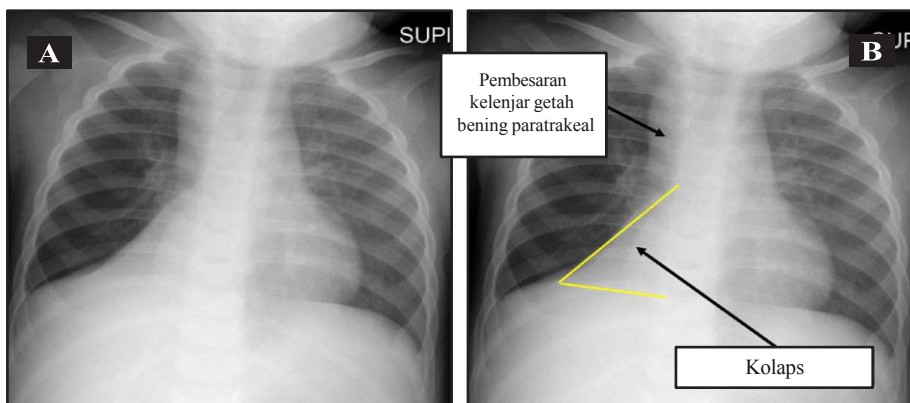 A
SUPI
B
SUP
Pembesaran
kelenjar getah
bening paratrakeal
Kolaps